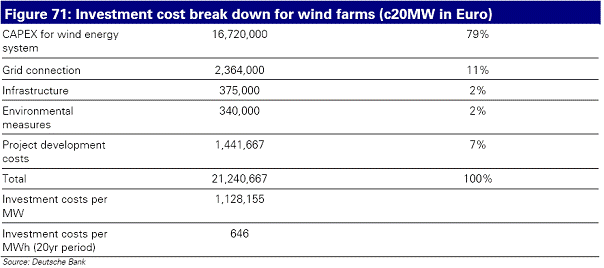 Figure 71: Investment cost break down for wind farms (c20MW in Euro)
CAPEX for wind energy 16,720,000 79%
system
Grid connection 2,364,000 11%
Infrastructure 375,000 2%
Environmental 340,000 2%
measures
Project development 1,441,667 7%
costs
Total 21,240,667 100%
Investment costs per 1,128,155
MW
Investment costs per 646
MWh (20yr period)
Source: Deutsche Bank